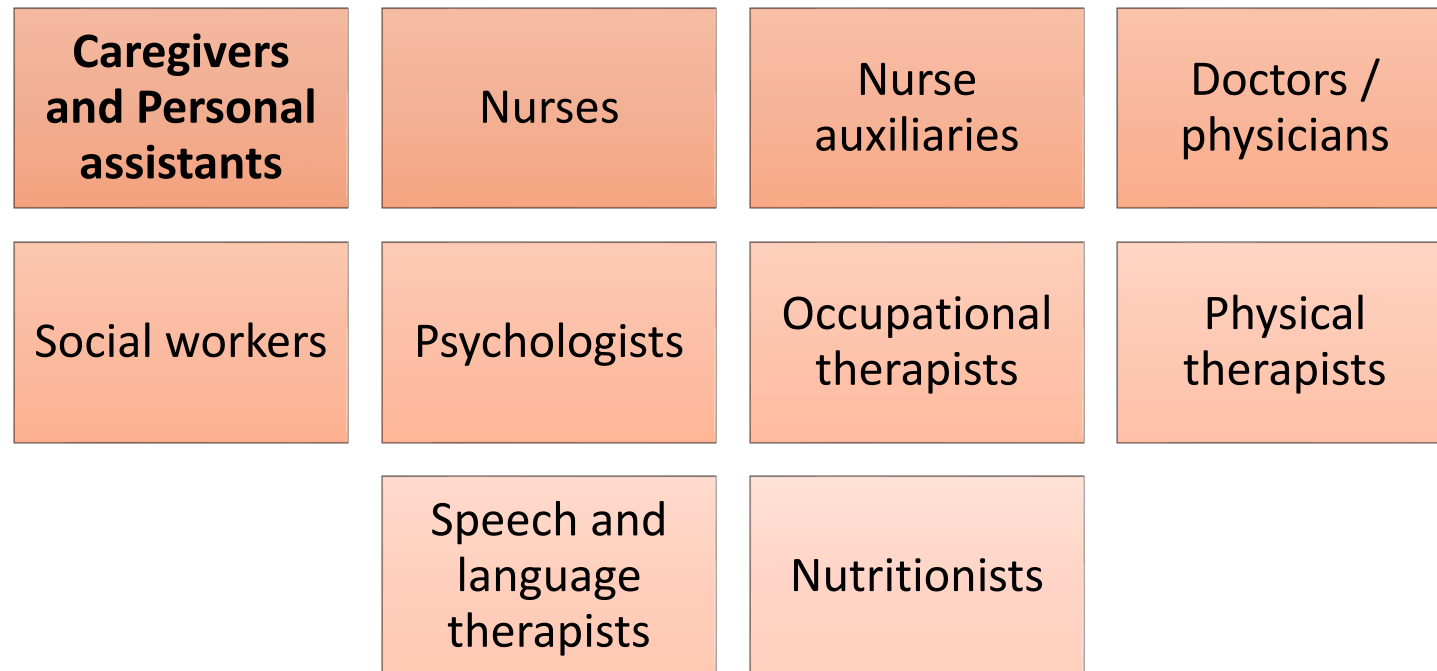 Caregivers
and Personal
assistants
Nurses
Nurse
auxiliaries
Doctors /
physicians
Social workers
Psychologists
Occupational
therapists
Physical
therapists
Speech and
language
therapists
Nutritionists